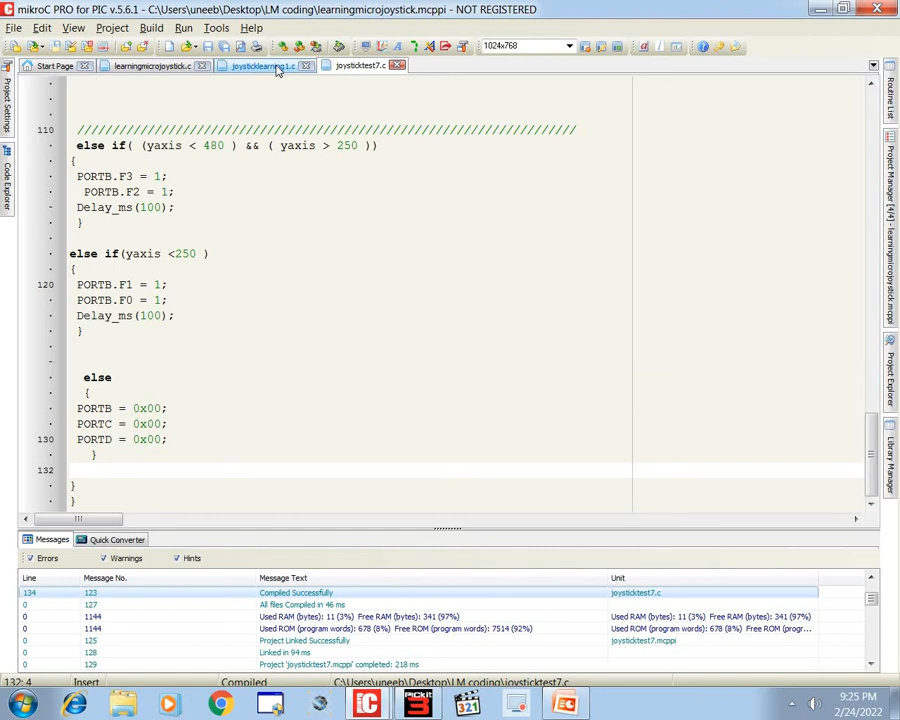 mikroC PRO for PIC v.5.6.1 - C:\Users\uneeb\Desktop\LM coding\learningmicrojoystick.mcppi - NOT REGISTERED
File Edit View Project Build Run Tools Help
1024x768
Start Page learningmicrojoystick.c joysticklearning1.c joysticktest7.c
Project Settings
Code Explorer
110 //////////////////////////////////////////////////////////////////////
else if( (yaxis < 480 ) && ( yaxis > 250 ))
{
PORTB.F3 = 1;
PORTB.F2 = 1;
Delay_ms(100);
}
else if(yaxis <250 )
{
120 PORTB.F1 = 1;
PORTB.F0 = 1;
Delay_ms(100);
}
else
{
PORTB = 0x00;
PORTC = 0x00;
130 PORTD = 0x00;
}
132
}
}
Routine List
Project Manager [4/4] - learningmicrojoystick.mcppi
Project Explorer
Library Manager
Messages Quick Converter
Errors Warnings Hints
Line Message No. Message Text Unit
134 123 Compiled Successfully joysticktest7.c
0 127 All files Compiled in 46 ms
0 1144 Used RAM (bytes): 11 (3%) Free RAM (bytes): 341 (97%) Used RAM (bytes): 11 (3%) Free RAM (bytes): 341 (97%)
0 1144 Used ROM (program words): 678 (8%) Free ROM (program words): 7514 (92%) Used ROM (program words): 678 (8%) Free ROM (progr...
0 125 Project Linked Successfully joysticktest7.mcppi
0 128 Linked in 94 ms
0 129 Project 'joysticktest7.mcppi' completed: 218 ms
132: 4 Insert Compiled C:\Users\uneeb\Desktop\LM coding\joysticktest7.c
321
9:25 PM
2/24/2022